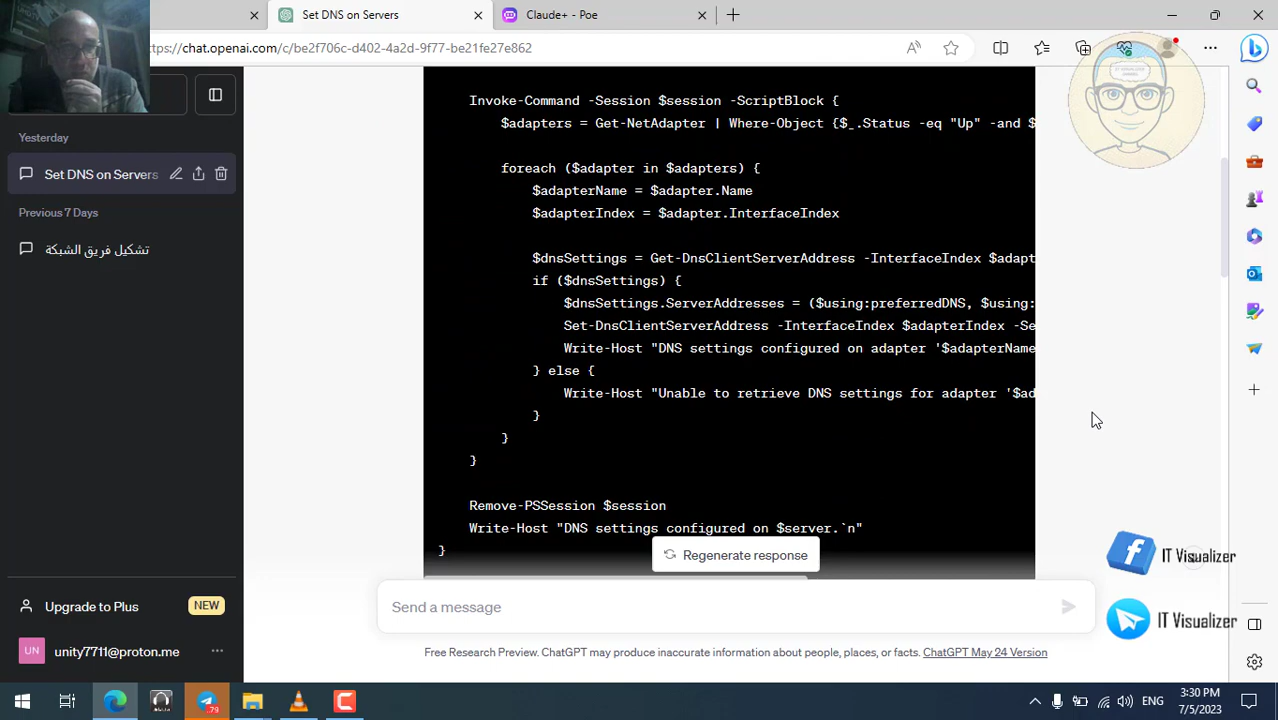 Set DNS on Servers
Claude+ - Poe
https://chat.openai.com/c/be2f706c-d402-4a2d-9f77-be21fe27e862
Yesterday
Set DNS on Servers
Previous 7 Days
تشكيل فريق الشبكة
Invoke-Command -Session $session -ScriptBlock {
$adapters = Get-NetAdapter | Where-Object {$_.Status -eq "Up" -and $
foreach ($adapter in $adapters) {
$adapterName = $adapter.Name
$adapterIndex = $adapter.InterfaceIndex
$dnsSettings = Get-DnsClientServerAddress -InterfaceIndex $adapt
if ($dnsSettings) {
$dnsSettings.ServerAddresses = ($using:preferredDNS, $using:
Set-DnsClientServerAddress -InterfaceIndex $adapterIndex -Se
Write-Host "DNS settings configured on adapter '$adapterName
} else {
Write-Host "Unable to retrieve DNS settings for adapter '$ad
}
}
}
Remove-PSSession $session
Write-Host "DNS settings configured on $server.`n"
}
Regenerate response
Send a message
Free Research Preview. ChatGPT may produce inaccurate information about people, places, or facts. ChatGPT May 24 Version
Upgrade to Plus
NEW
UN
unity7711@proton.me
IT Visualizer
IT Visualizer
79
ENG
3:30 PM
7/5/2023